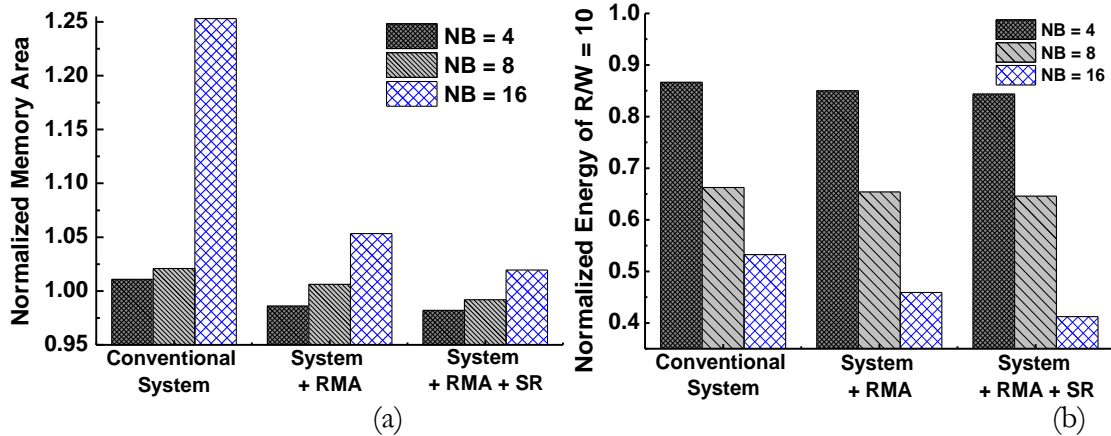 Normalized Memory Area
1.25
1.20
1.15
1.10
1.05
1.00
0.95
NB = 4
NB = 8
NB = 16
Conventional
System
System
+ RMA
System
+ RMA + SR
(a)
Normalized Energy of R/W = 10
1.0
0.9
0.8
0.7
0.6
0.5
0.4
NB = 4
NB = 8
NB = 16
Conventional
System
System
+ RMA
System
+ RMA + SR
(b)